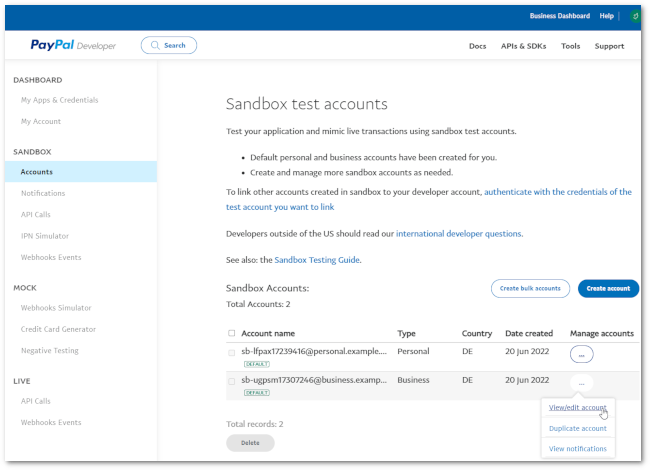 Business Dashboard Help
PayPal Developer Search Docs APIs & SDKs Tools Support
DASHBOARD
My Apps & Credentials
My Account
SANDBOX
Accounts
Notifications
API Calls
IPN Simulator
Webhooks Events
MOCK
Webhooks Simulator
Credit Card Generator
Negative Testing
LIVE
API Calls
Webhooks Events
Sandbox test accounts
Test your application and mimic live transactions using sandbox test accounts.
• Default personal and business accounts have been created for you.
• Create and manage more sandbox accounts as needed.
To link other accounts created in sandbox to your developer account, authenticate with the credentials of the
test account you want to link
Developers outside of the US should read our international developer questions.
See also: the Sandbox Testing Guide.
Sandbox Accounts: Create bulk accounts Create account
Total Accounts: 2
Account name Type Country Date created Manage accounts
sb-lfpax17239416@personal.example.... Personal DE 20 Jun 2022 ...
DEFAULT
sb-ugpsm17307246@business.examp... Business DE 20 Jun 2022 ...
DEFAULT
View/edit account
Duplicate account
View notifications
Total records: 2
Delete